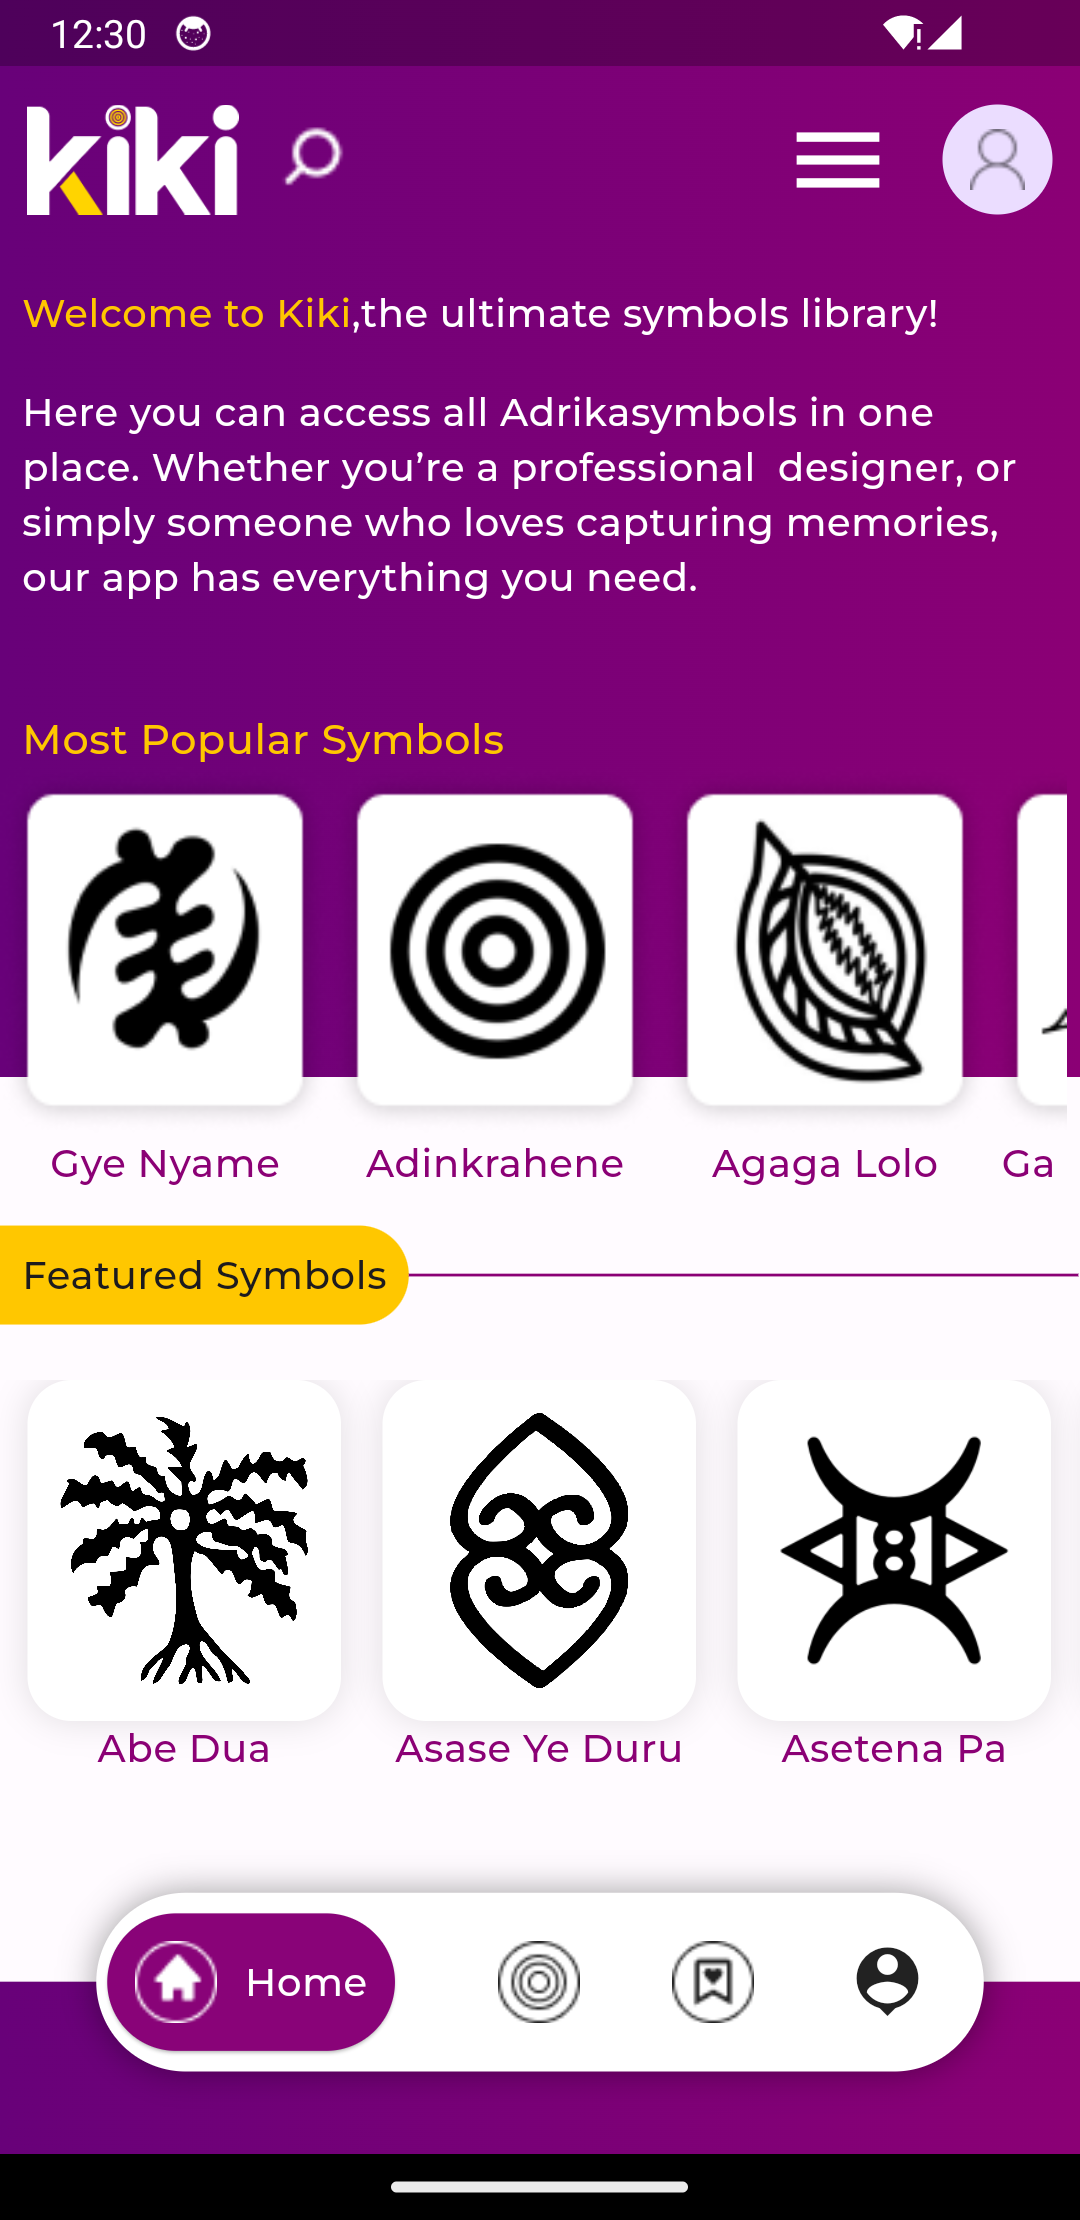 12:30
kiki
Welcome to Kiki,the ultimate symbols library!
Here you can access all Adrikasymbols in one
place. Whether you’re a professional  designer, or
simply someone who loves capturing memories,
our app has everything you need.
Most Popular Symbols
Gye Nyame
Adinkrahene
Agaga Lolo
Ga
Featured Symbols
Abe Dua
Asase Ye Duru
Asetena Pa
Home